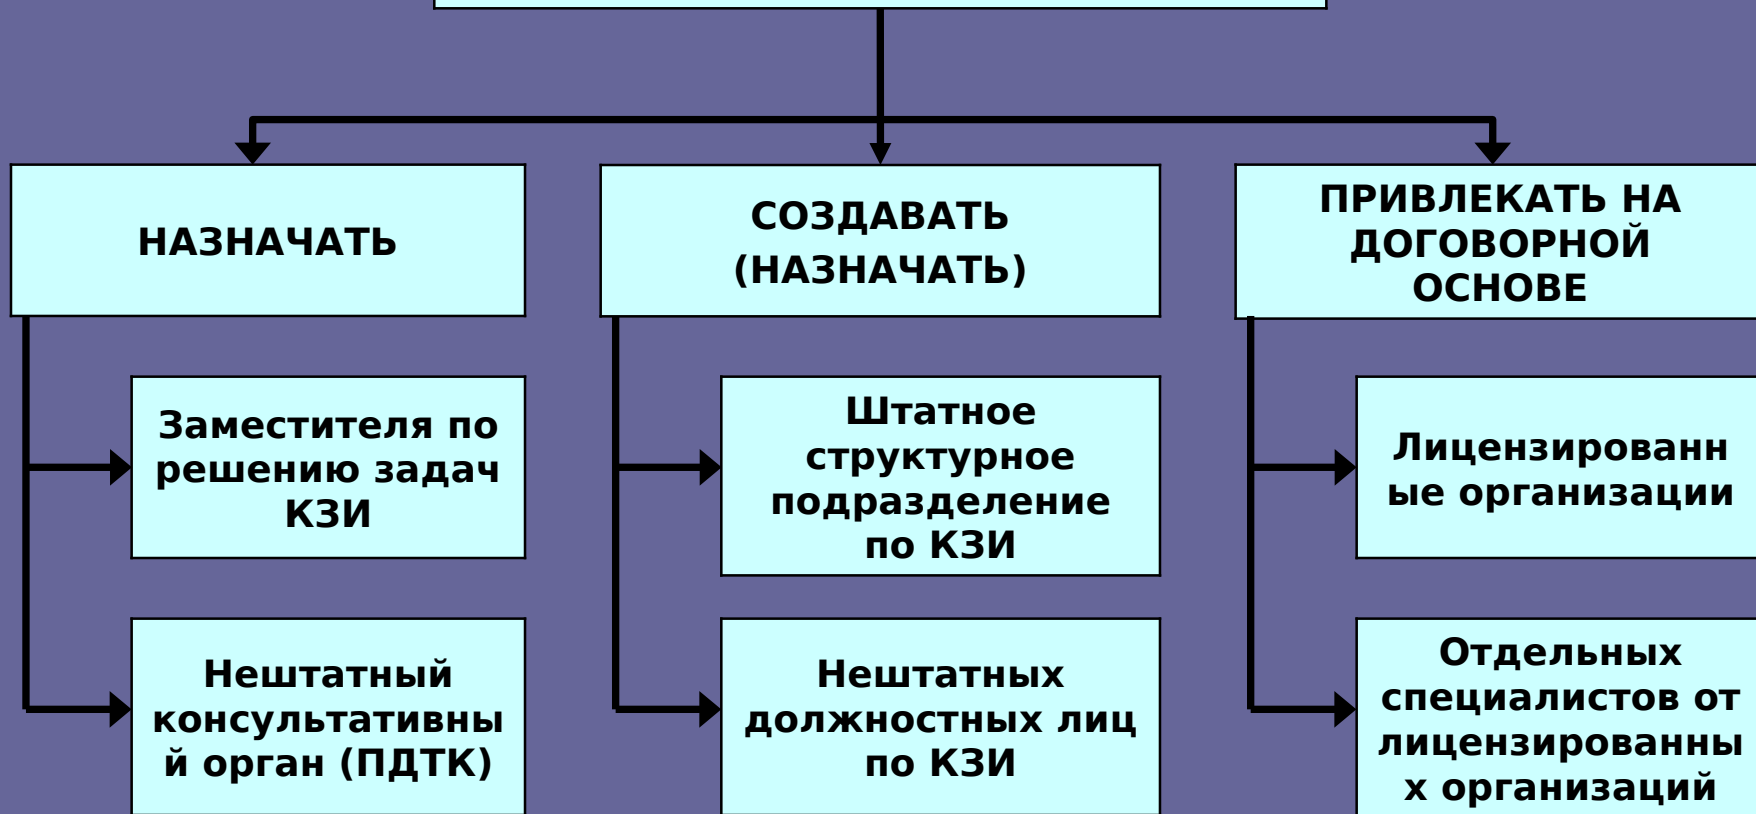 НАЗНАЧАТЬ
СОЗДАВАТЬ
(НАЗНАЧАТЬ)
ПРИВЛЕКАТЬ НА
ДОГОВОРНОЙ
ОСНОВЕ
Заместителя по
решению задач
КЗИ
Штатное
структурное
подразделение
по КЗИ
Лицензированн
ые организации
Нештатный
консультативны
й орган (ПДТК)
Нештатных
должностных лиц
по КЗИ
Отдельных
специалистов от
лицензированны
х организаций